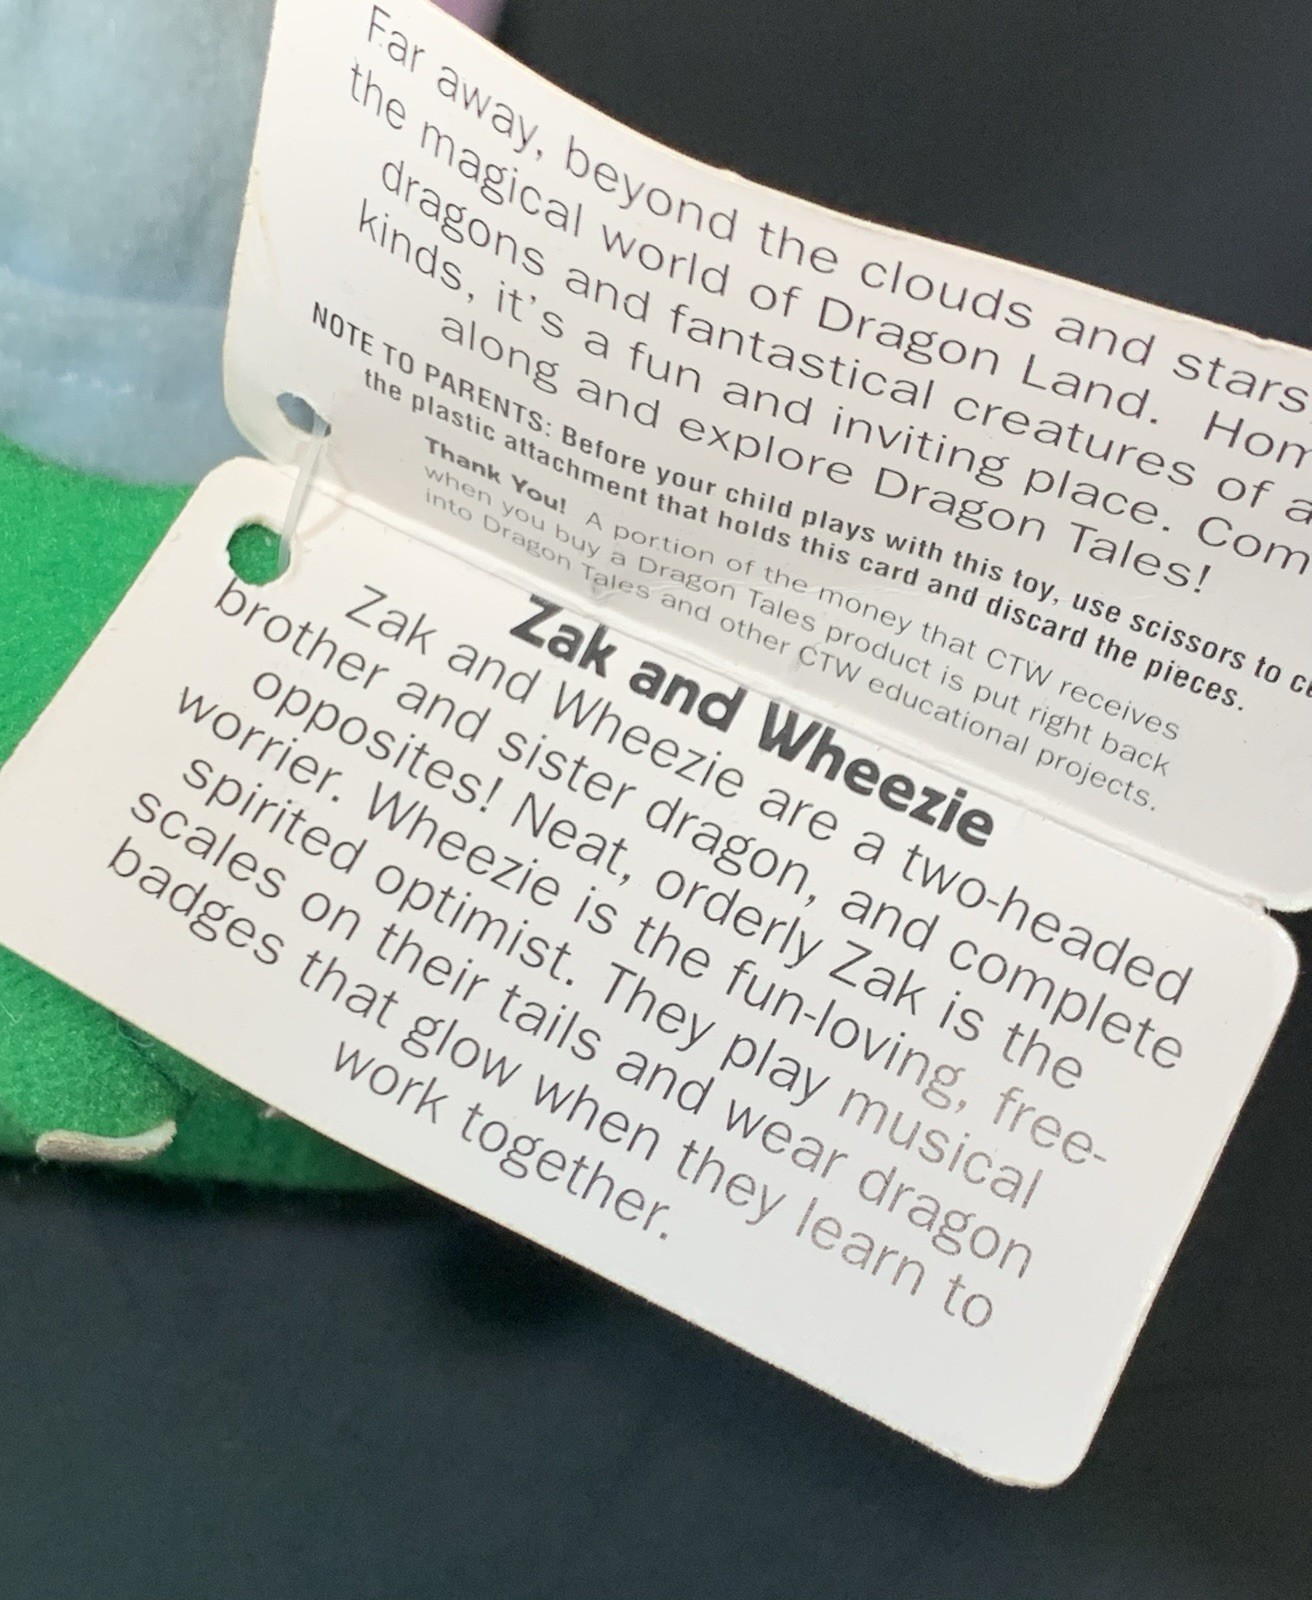 Far away, beyond the clouds and stars
the magical world of Dragon Land. Hom
dragons and fantastical creatures of a
kinds, it's a fun and inviting place. Com
along and explore Dragon Tales!
NOTE TO PARENTS: Before your child plays with this toy, use scissors to cu
the plastic attachment that holds this card and discard the pieces.
Thank You! A portion of the money that CTW receives
when you buy a Dragon Tales product is put right back
into Dragon Tales and other CTW educational projects.
Zak and Wheezie
Zak and Wheezie are a two-headed
brother and sister dragon, and complete
opposites! Neat, orderly Zak is the
worrier. Wheezie is the fun-loving, free-
spirited optimist. They play musical
scales on their tails and wear dragon
badges that glow when they learn to
work together.